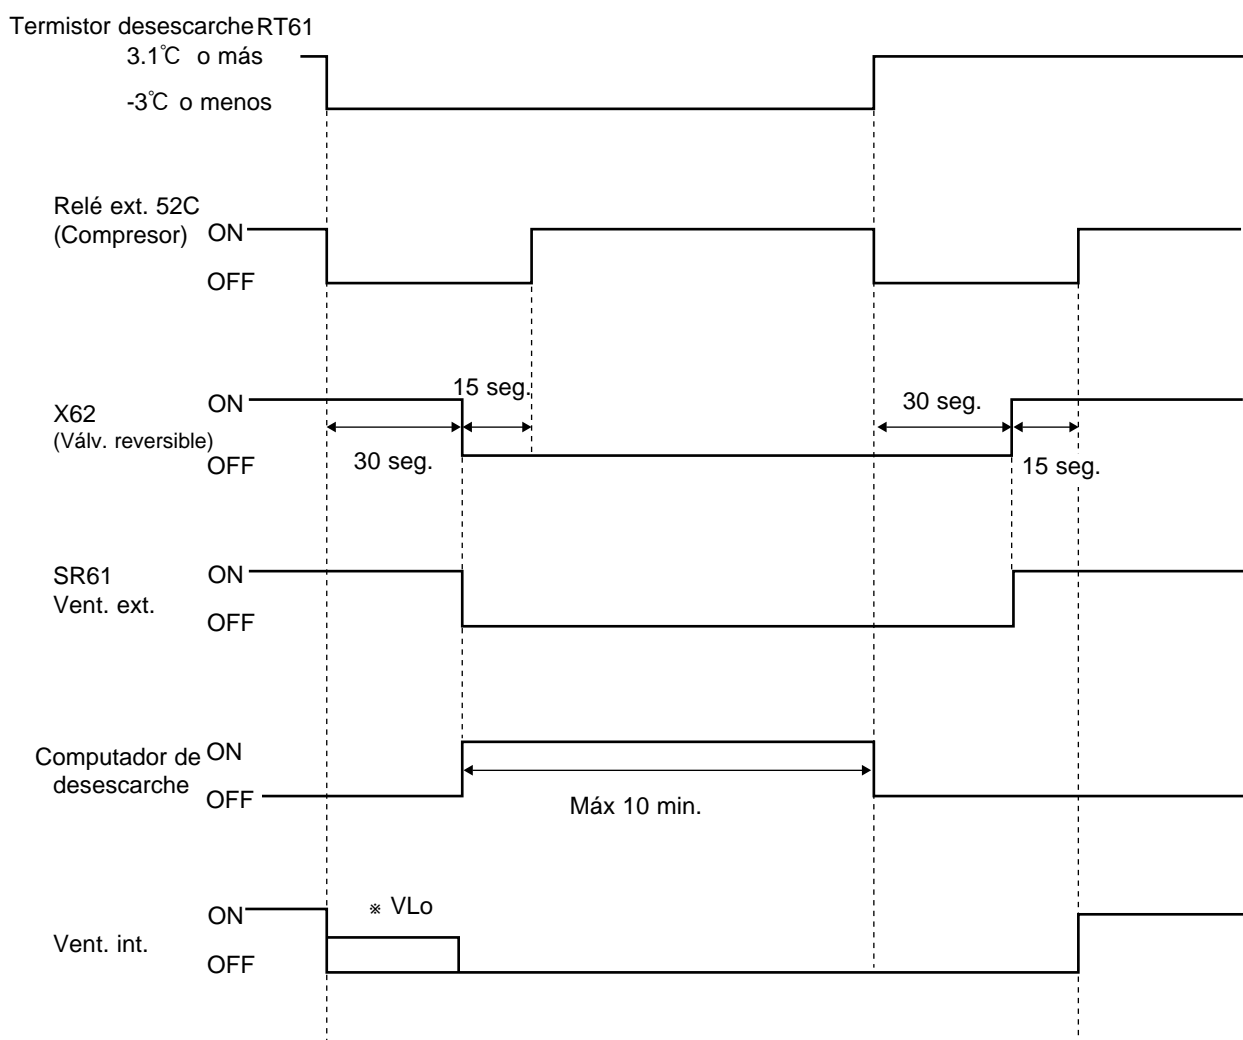 Termistor desescarche RT61
3.1℃ o más
-3℃ o menos
Relé ext. 52C
(Compresor)
ON
OFF
X62
(Válv. reversible)
ON
OFF
15 seg.
30 seg.
30 seg.
15 seg.
SR61
Vent. ext.
ON
OFF
Computador de
desescarche
ON
OFF
Máx 10 min.
Vent. int.
ON
OFF
※ VLo